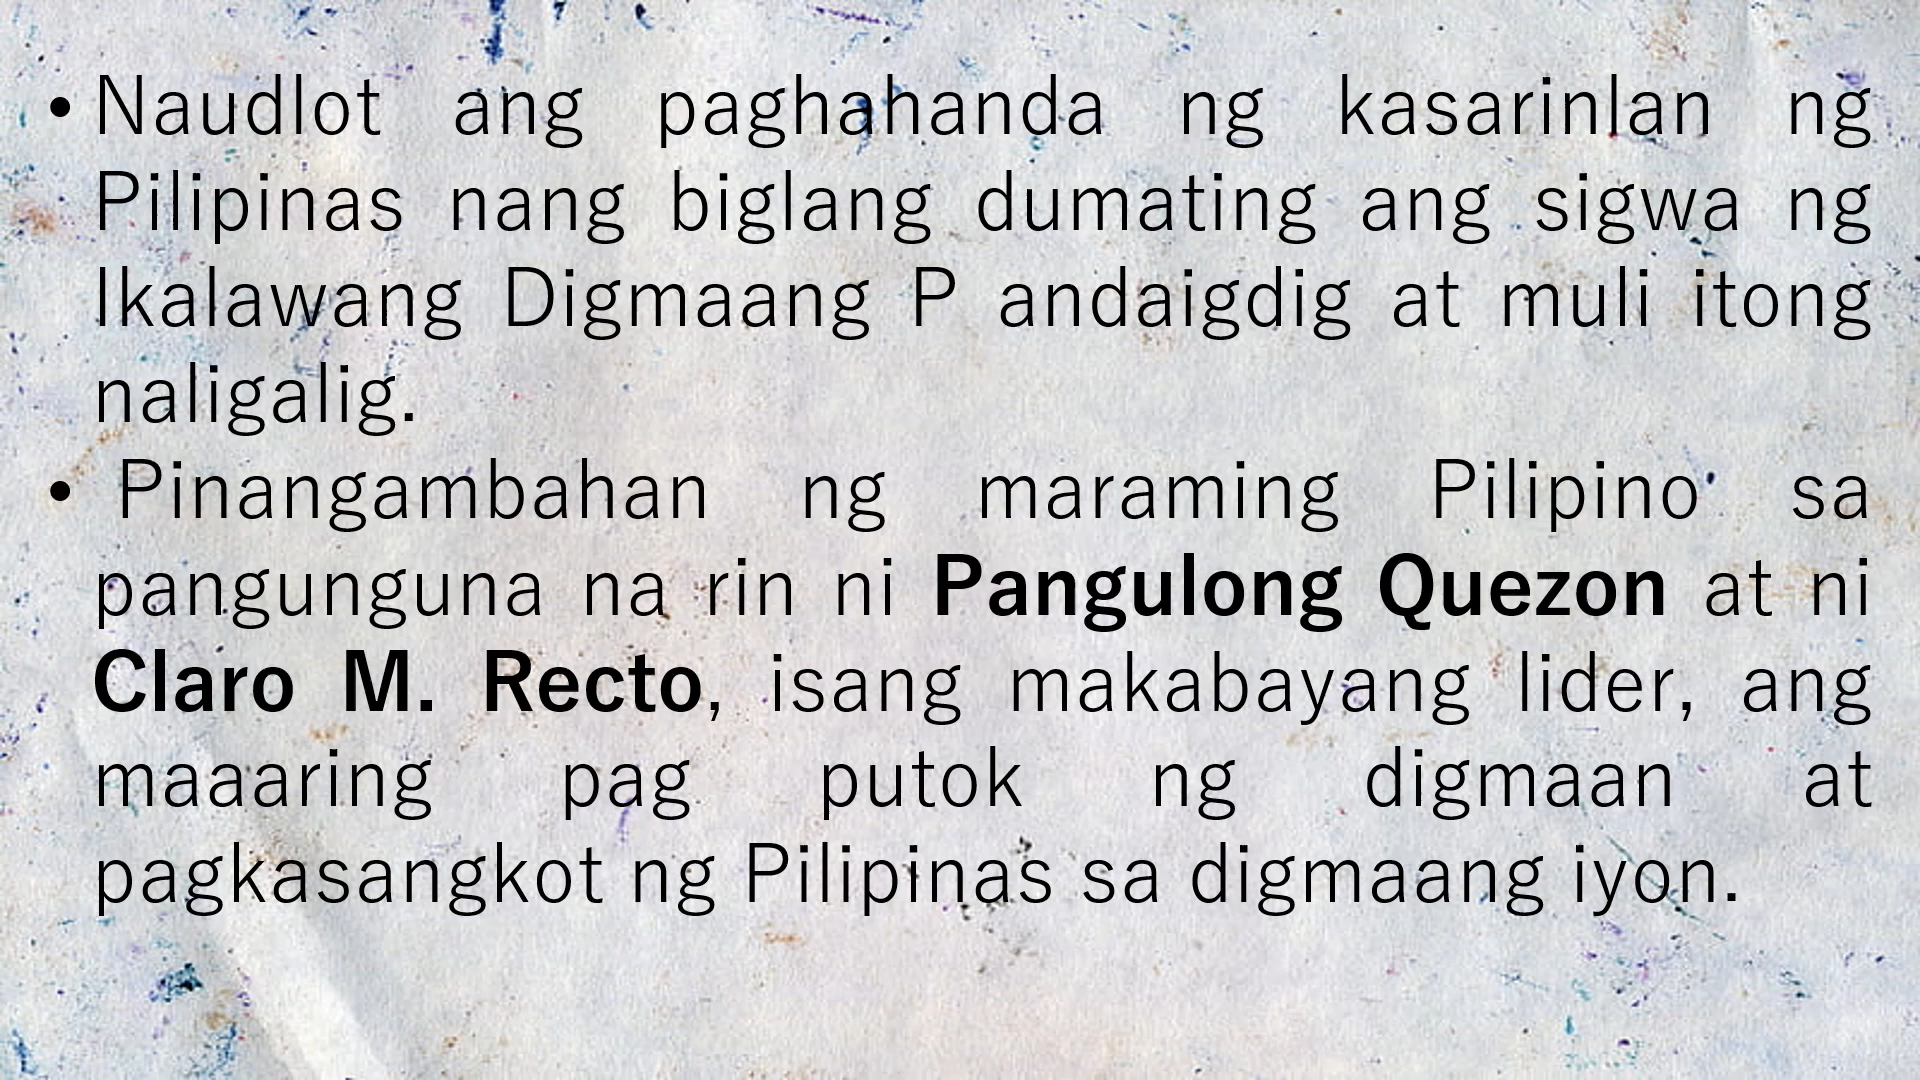 • Naudlot ang paghahanda ng kasarinlan ng
Pilipinas nang biglang dumating ang sigwa ng
Ikalawang Digmaang P andaigdig at muli itong
naligalig.
• Pinangambahan ng maraming Pilipino sa
pangunguna na rin ni Pangulong Quezon at ni
Claro M. Recto, isang makabayang lider, ang
maaaring pag putok ng digmaan at
pagkasangkot ng Pilipinas sa digmaang iyon.